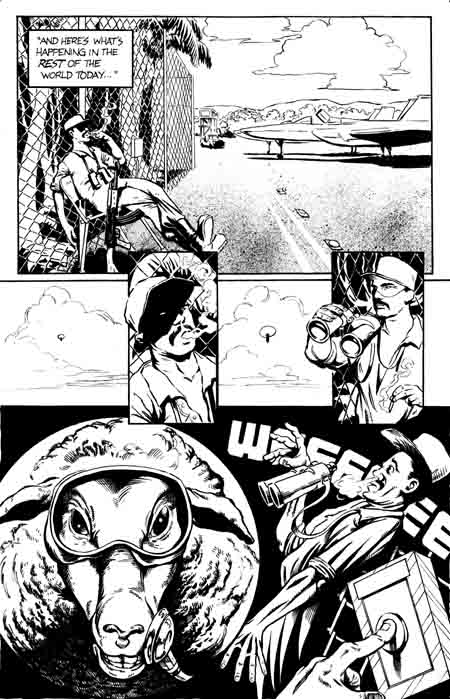 "AND HERE'S WHAT'S
HAPPENING IN THE
REST OF THE
WORLD TODAY..."